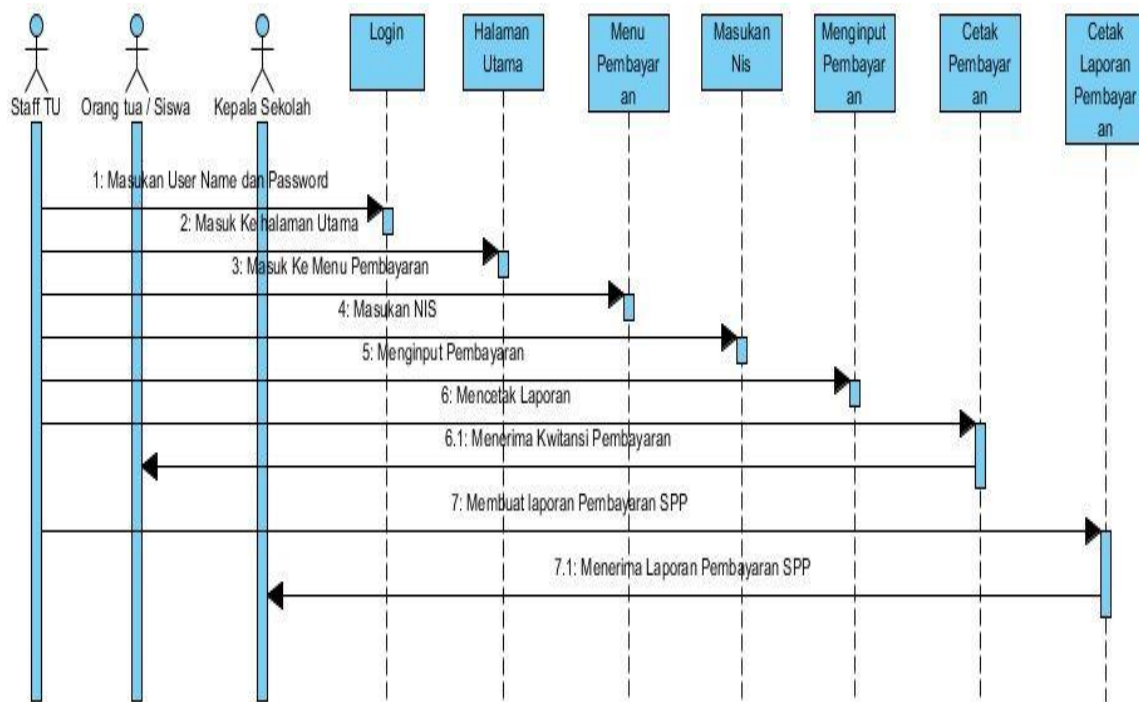 Login
Halaman
Utama
Menu
Pembayar
an
Masukan
Nis
Menginput
Pembayar
an
Cetak
Pembayar
an
Cetak
Laporan
Pembayar
an
Staff TU
Orang tua / Siswa
Kepala Sekolah
1: Masukan User Name dan Password
2: Masuk Kehalaman Utama
3: Masuk Ke Menu Pembayaran
4: Masukan NIS
5: Menginput Pembayaran
6: Mencetak Laporan
6.1: Menerima Kwitansi Pembayaran
7: Membuat laporan Pembayaran SPP
7.1: Menerima Laporan Pembayaran SPP